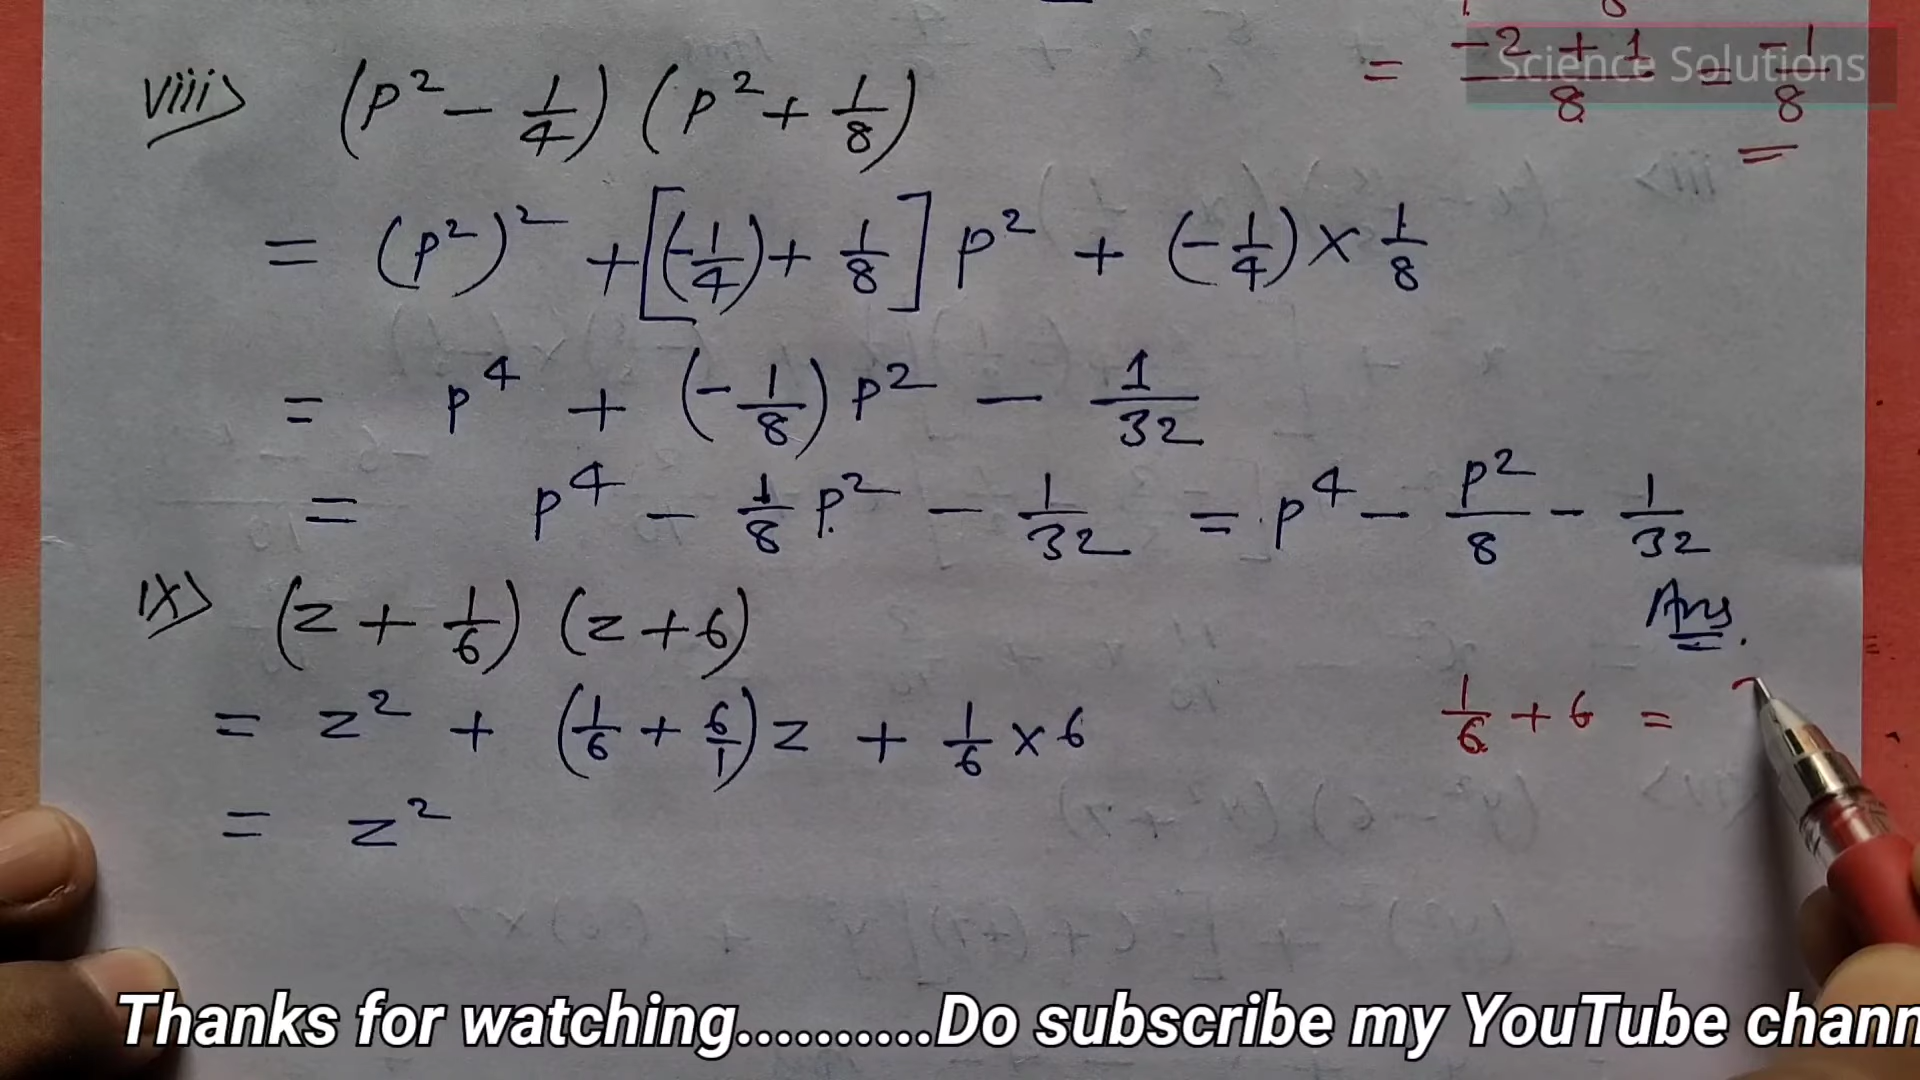 = -2 + 1 / 8 = -1 / 8
Science Solutions
viii> (p² - 1/4) (p² + 1/8)
= (p²)² + [(-1/4) + 1/8] p² + (-1/4) × 1/8
= p⁴ + (-1/8) p² - 1/32
= p⁴ - 1/8 p² - 1/32 = p⁴ - p²/8 - 1/32
Ans.
ix> (z + 1/6) (z + 6)
= z² + (1/6 + 6/1) z + 1/6 × 6
1/6 + 6 =
= z²
Thanks for watching..........Do subscribe my YouTube chann